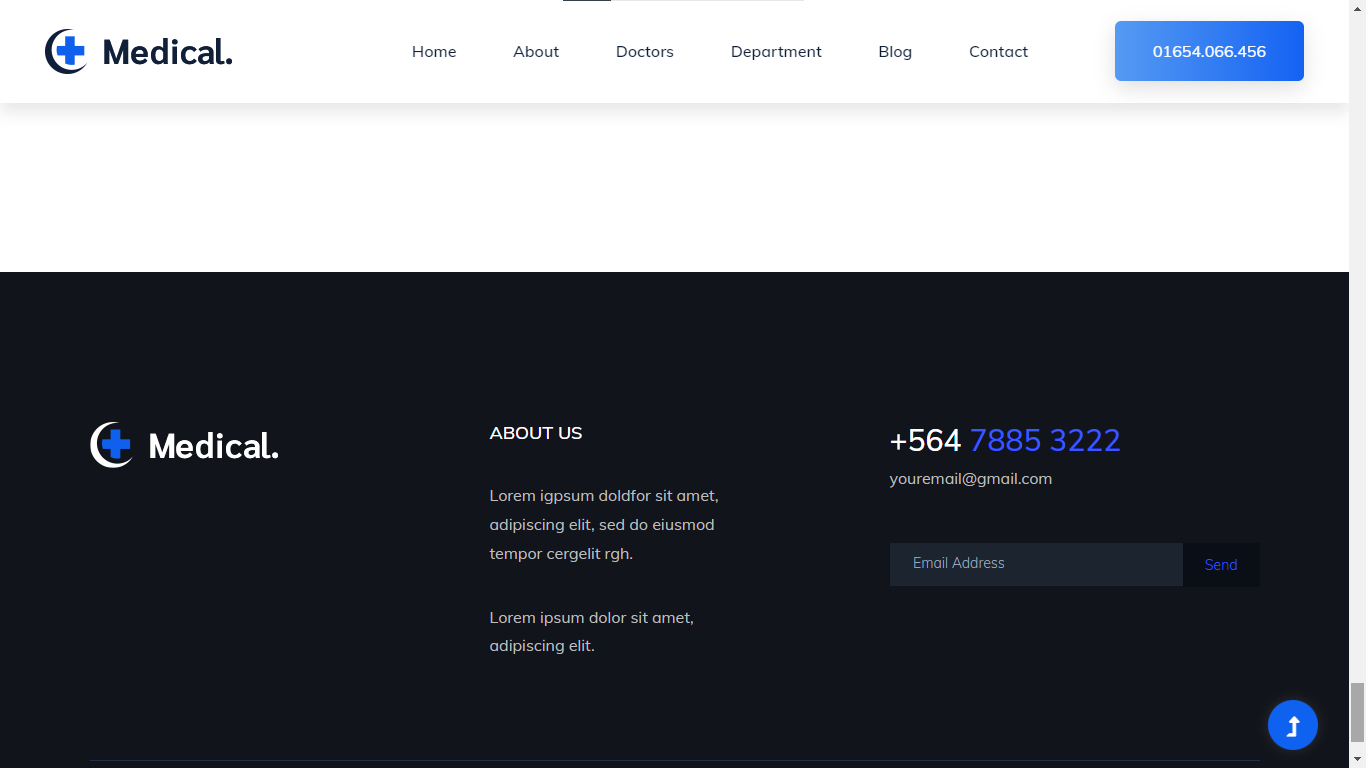 Medical.
Home About Doctors Department Blog Contact
01654.066.456
Medical.
ABOUT US
Lorem igpsum doldfor sit amet,
adipiscing elit, sed do eiusmod
tempor cergelit rgh.
Lorem ipsum dolor sit amet,
adipiscing elit.
+564 7885 3222
youremail@gmail.com
Email Address
Send